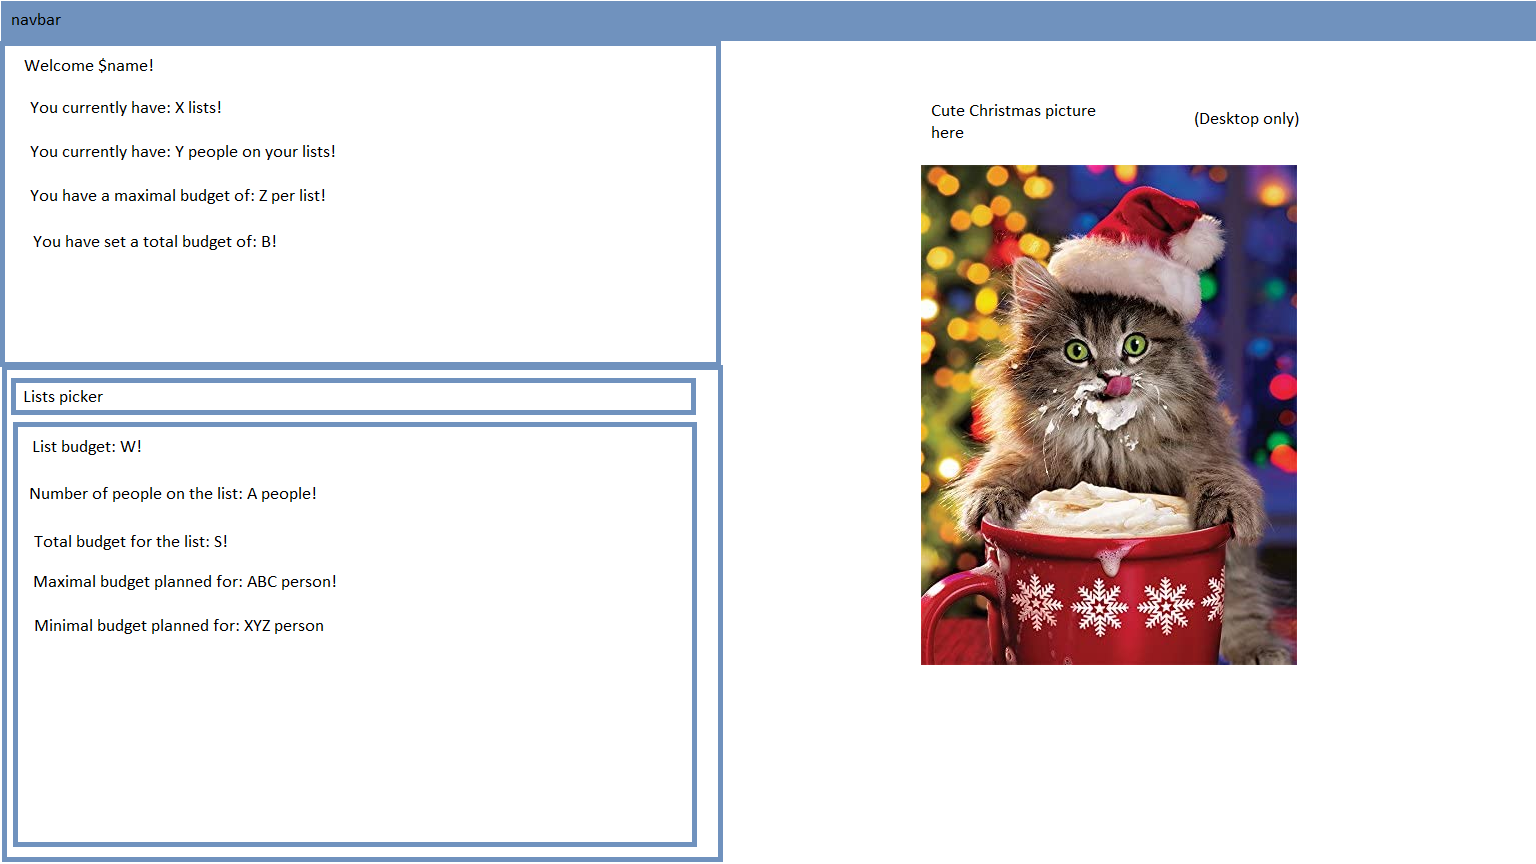 navbar
Welcome $name!
You currently have: X lists!
You currently have: Y people on your lists!
You have a maximal budget of: Z per list!
You have set a total budget of: B!
Lists picker
List budget: W!
Number of people on the list: A people!
Total budget for the list: S!
Maximal budget planned for: ABC person!
Minimal budget planned for: XYZ person
Cute Christmas picture
here
(Desktop only)